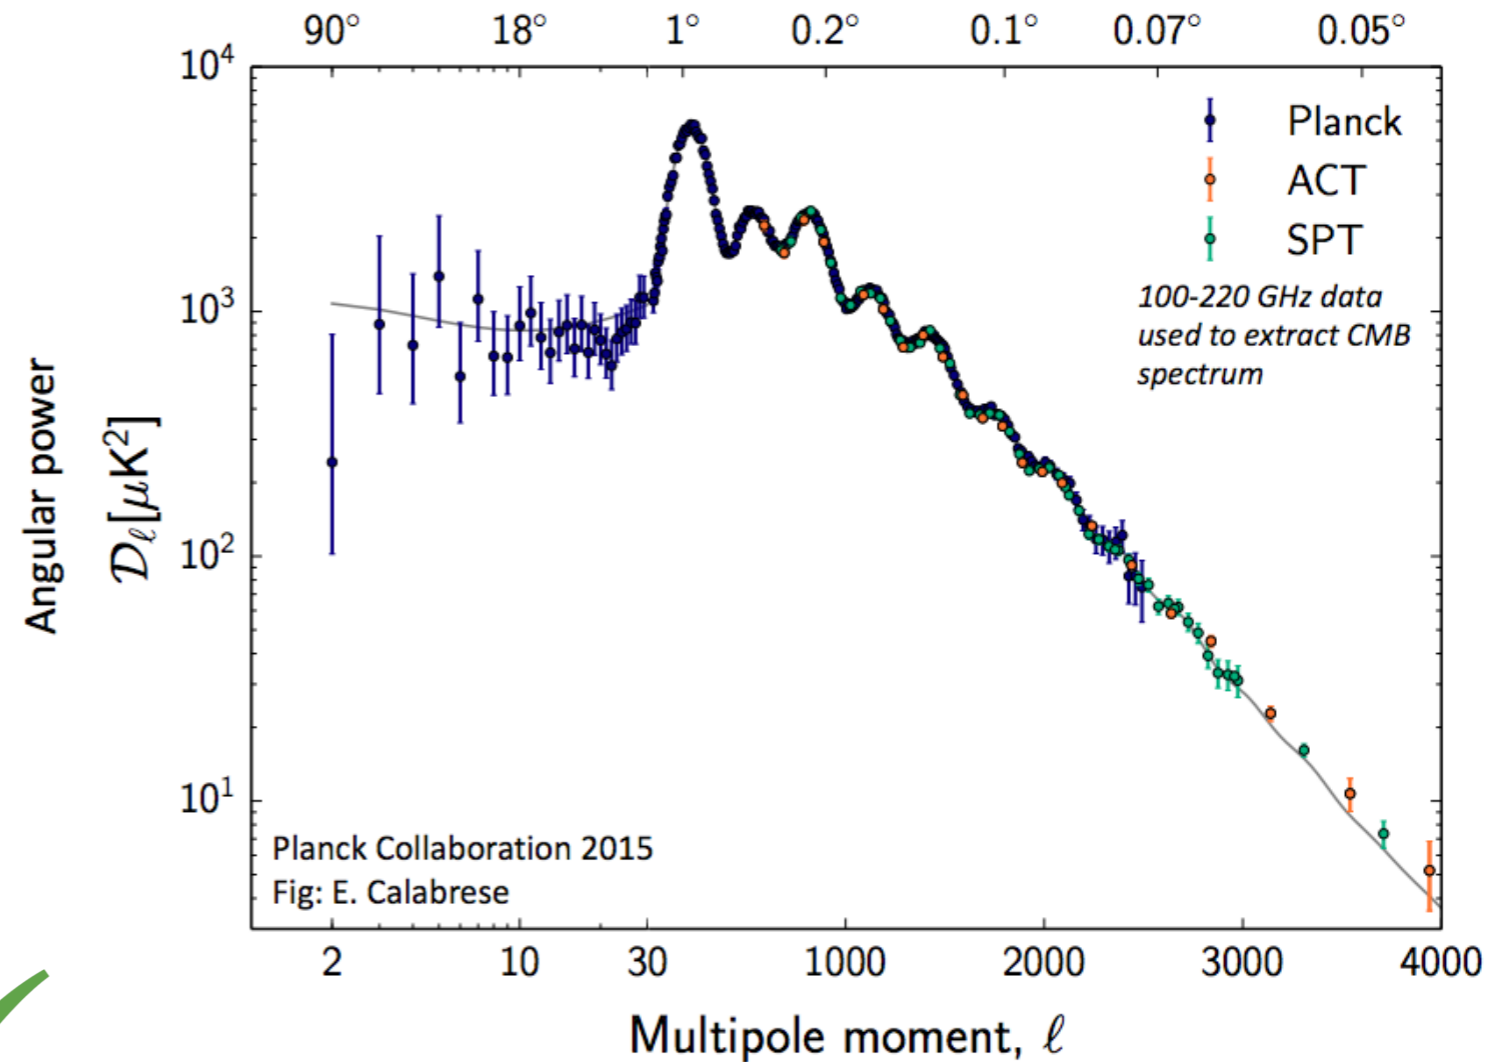 90° 18° 1° 0.2° 0.1° 0.07° 0.05°
10⁴
Planck
ACT
SPT
100-220 GHz data
used to extract CMB
spectrum
10³
Angular power
𝒟ℓ[μK²]
10²
10¹
Planck Collaboration 2015
Fig: E. Calabrese
2 10 30 1000 2000 3000 4000
Multipole moment, ℓ